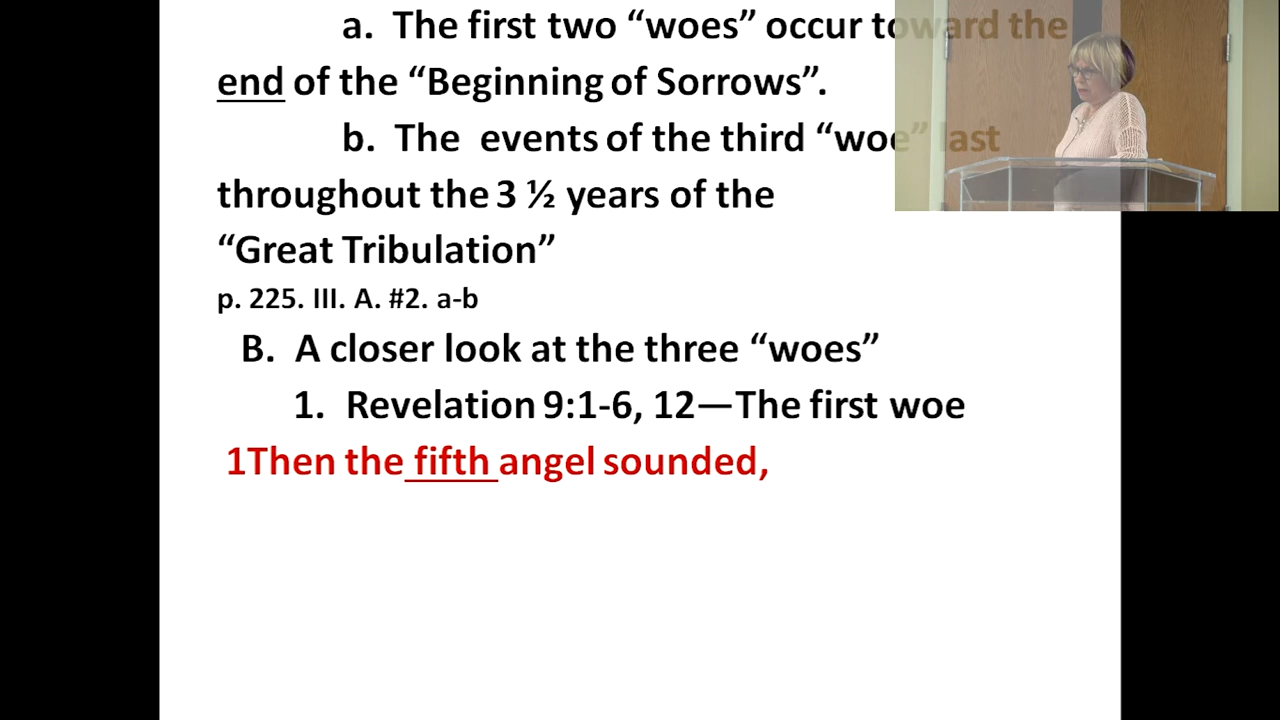 a. The first two “woes” occur toward the
end of the “Beginning of Sorrows”.
b. The events of the third “woe” last
throughout the 3 ½ years of the
“Great Tribulation”
p. 225. III. A. #2. a-b
B. A closer look at the three “woes”
1. Revelation 9:1-6, 12—The first woe
1Then the fifth angel sounded,